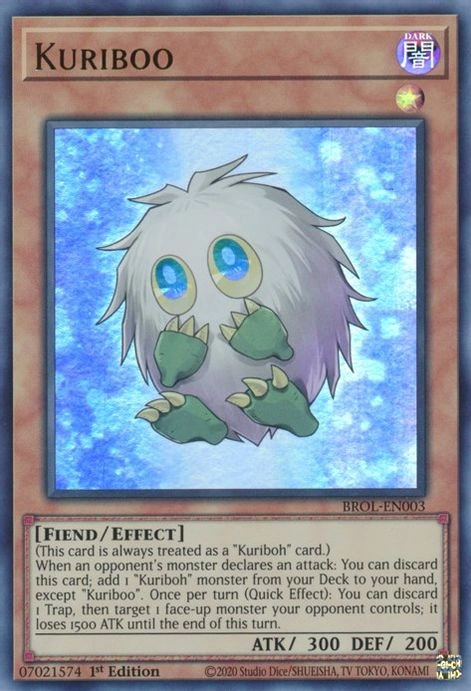 KURIBOO
DARK
闇
BROL-EN003
[FIEND/EFFECT]
(This card is always treated as a "Kuriboh" card.)
When an opponent's monster declares an attack: You can discard
this card; add 1 "Kuriboh" monster from your Deck to your hand,
except "Kuriboo". Once per turn (Quick Effect): You can discard
1 Trap, then target 1 face-up monster your opponent controls; it
loses 1500 ATK until the end of this turn.
ATK/ 300 DEF/ 200
07021574 1st Edition ©2020 Studio Dice/SHUEISHA, TV TOKYO, KONAMI